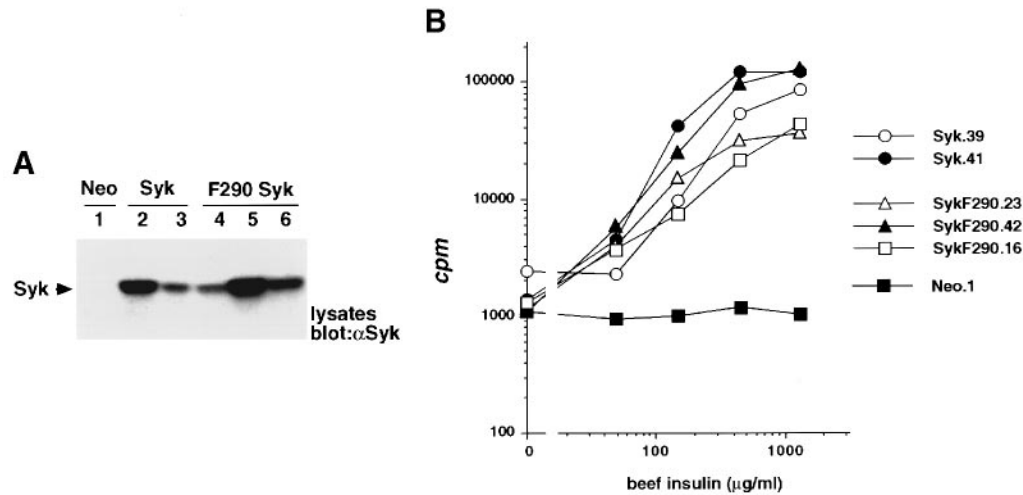 A
Neo Syk F290 Syk
1 2 3 4 5 6
Syk
lysates
blot:αSyk
B
100000
10000
1000
100
cpm
0 100 1000
beef insulin (µg/ml)
Syk.39
Syk.41
SykF290.23
SykF290.42
SykF290.16
Neo.1